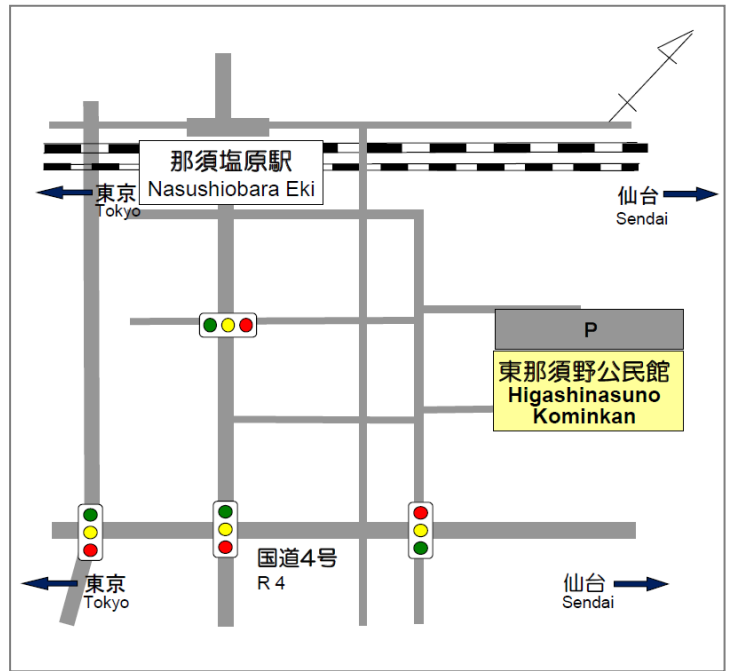 那須塩原駅
Nasushiobara Eki
東京
Tokyo
仙台
Sendai
P
東那須野公民館
Higashinasuno
Kominkan
国道4号
R 4
東京
Tokyo
仙台
Sendai